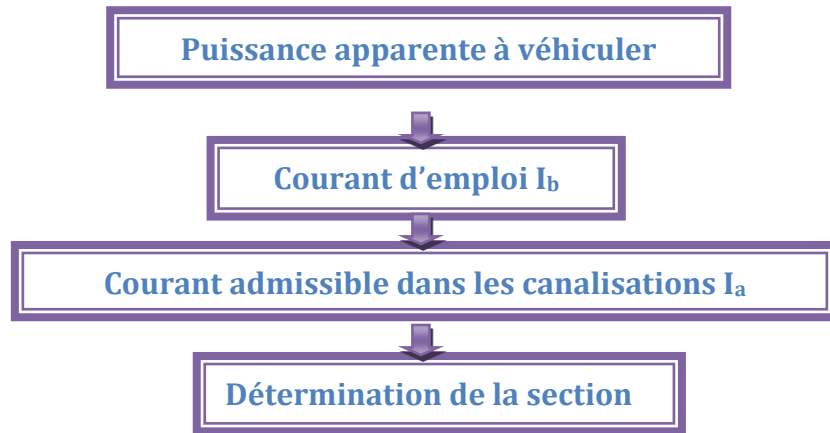 Puissance apparente à véhiculer
Courant d’emploi Ib
Courant admissible dans les canalisations Ia
Détermination de la section